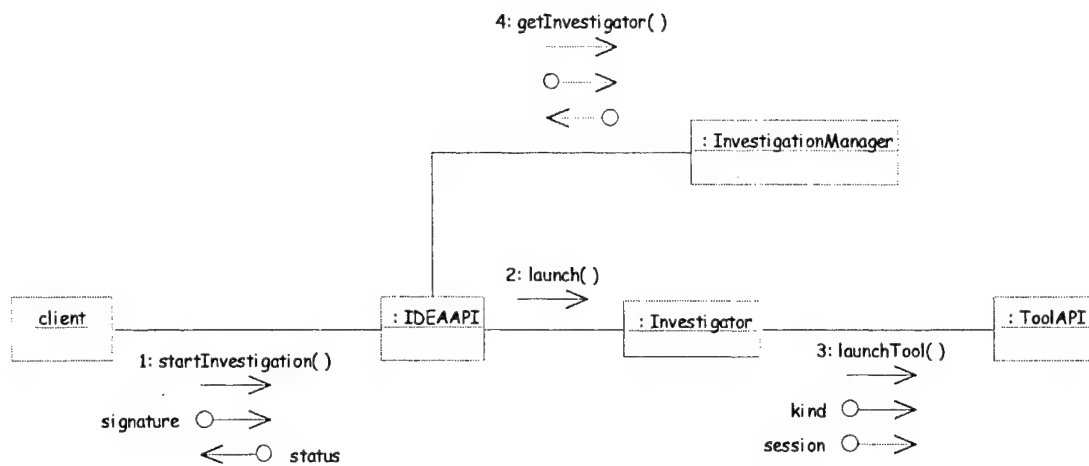 4: getInvestigator( )
: InvestigationManager
2: launch( )
client
: IDEAAPI
: Investigator
: ToolAPI
1: startInvestigation( )
3: launchTool( )
signature
kind
session
status